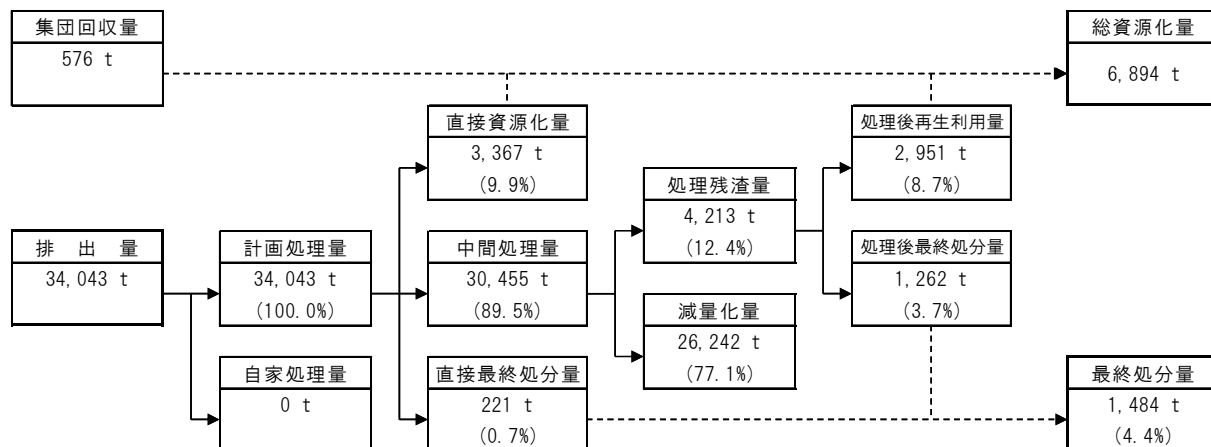 集団回収量
576 t
総資源化量
6,894 t
直接資源化量
3,367 t
(9.9%)
処理後再生利用量
2,951 t
(8.7%)
処理残渣量
4,213 t
(12.4%)
排出量
34,043 t
計画処理量
34,043 t
(100.0%)
中間処理量
30,455 t
(89.5%)
処理後最終処分量
1,262 t
(3.7%)
減量化量
26,242 t
(77.1%)
自家処理量
0 t
直接最終処分量
221 t
(0.7%)
最終処分量
1,484 t
(4.4%)